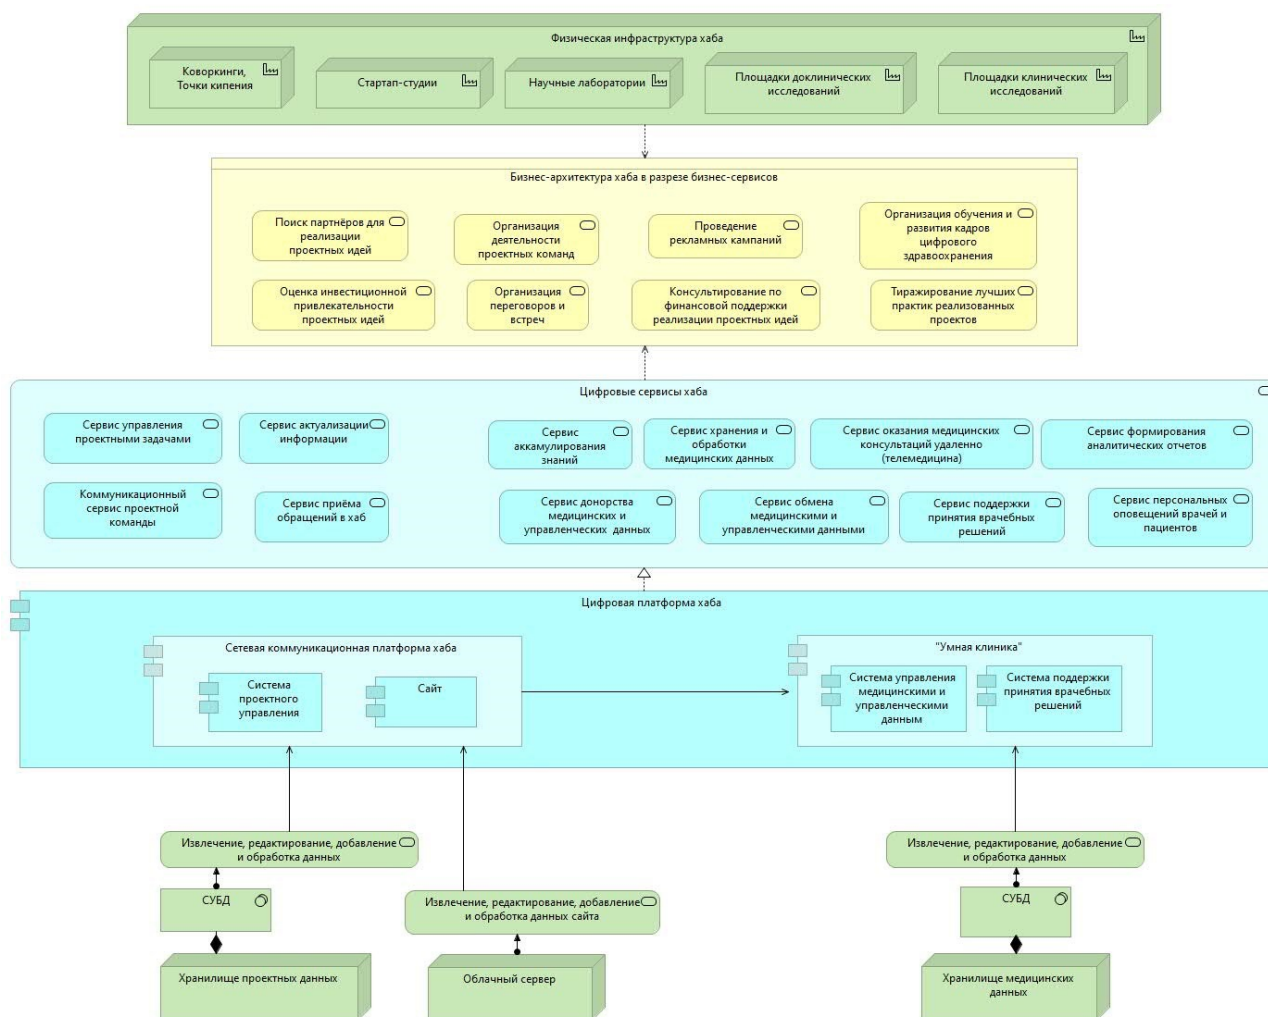 Физическая инфраструктура хаба
Коворкинги,
Точки кипения
Стартап-студии
Научные лаборатории
Площадки доклинических
исследований
Площадки клинических
исследований
Бизнес-архитектура хаба в разрезе бизнес-сервисов
Поиск партнёров для
реализации
проектных идей
Организация
деятельности
проектных команд
Проведение
рекламных кампаний
Организация обучения и
развития кадров
цифрового
здравоохранения
Оценка инвестиционной
привлекательности
проектных идей
Организация
переговоров и
встреч
Консультирование по
финансовой поддержки
реализации проектных идей
Тиражирование лучших
практик реализованных
проектов
Цифровые сервисы хаба
Сервис управления
проектными задачами
Сервис актуализации
информации
Сервис
аккамулирования
знаний
Сервис хранения и
обработки
медицинских данных
Сервис оказания медицинских
консультаций удаленно
(телемедицина)
Сервис формирования
аналитических отчетов
Коммуникационный
сервис проектной
команды
Сервис приёма
обращений в хаб
Сервис донорства
медицинских и
управленческих данных
Сервис обмена
медицинскими и
управленческими данными
Сервис поддержки
принятия врачебных
решений
Сервис персональных
оповещений врачей и
пациентов
Цифровая платформа хаба
Сетевая коммуникационная платформа хаба
Система
проектного
управления
Сайт
"Умная клиника"
Система управления
медицинскими и
управленческими
данным
Система поддержки
принятия врачебных
решений
Извлечение, редактирование, добавление
и обработка данных
СУБД
Хранилище проектных данных
Извлечение, редактирование, добавление
и обработка данных сайта
Облачный сервер
Извлечение, редактирование, добавление
и обработка данных
СУБД
Хранилище медицинских
данных